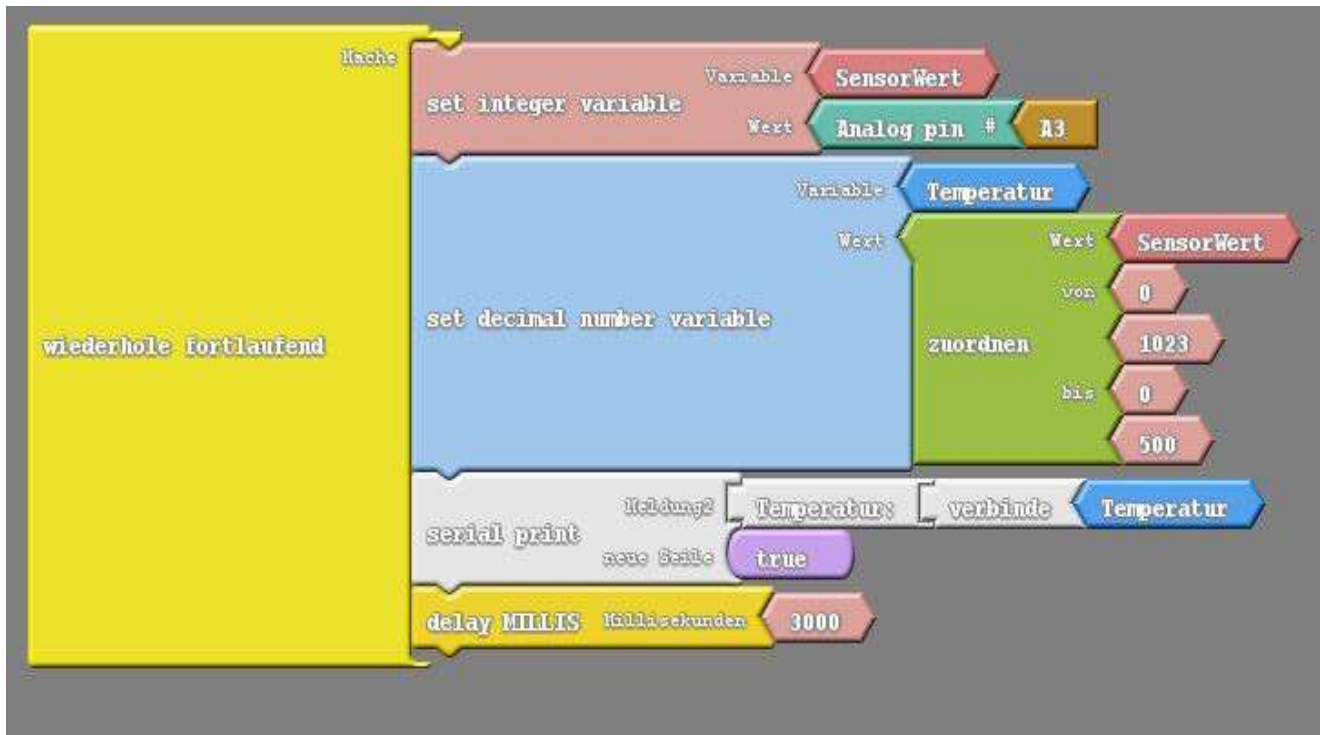 wiederhole fortlaufend
Mache
set integer variable
Variable
SensorWert
Wert
Analog pin #
A3
set decimal number variable
Variable
Temperatur
Wert
zuordnen
Wert
SensorWert
von
0
1023
bis
0
500
serial print
Meldung2
Temperatur:
verbinde
Temperatur
neue Seile
true
delay MILLIS
Millisekunden
3000